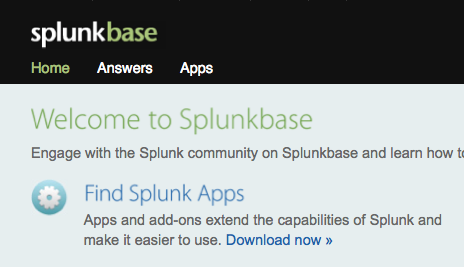 splunkbase
Home Answers Apps
Welcome to Splunkbase
Engage with the Splunk community on Splunkbase and learn how to
Find Splunk Apps
Apps and add-ons extend the capabilities of Splunk and
make it easier to use. Download now »